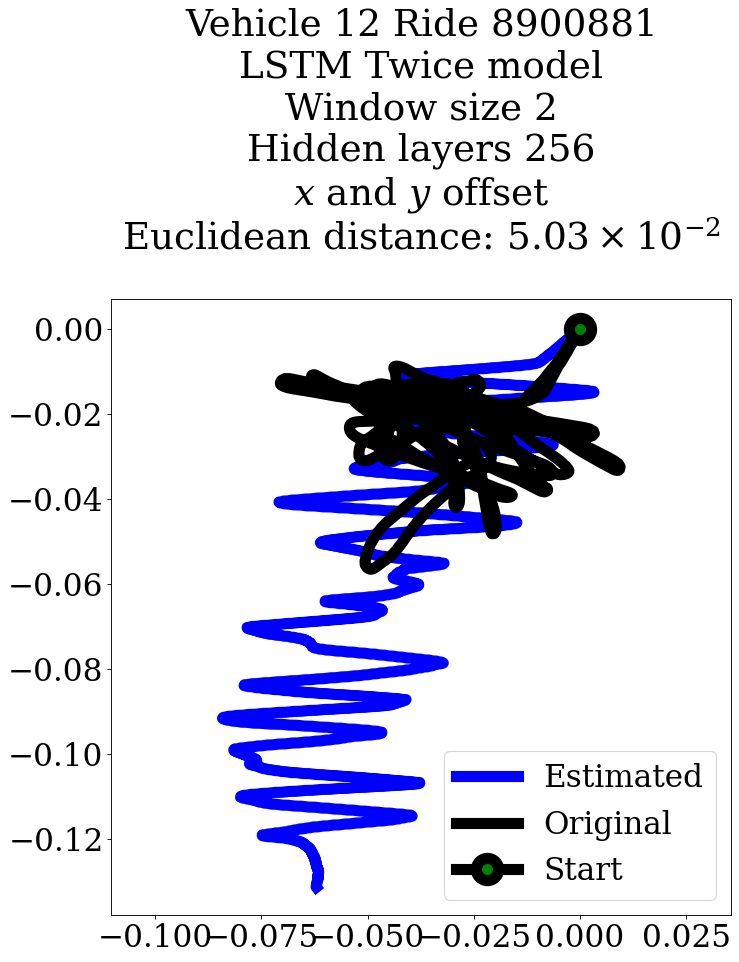 Vehicle 12 Ride 8900881
LSTM Twice model
Window size 2
Hidden layers 256
x and y offset
Euclidean distance: 5.03 × 10⁻²
0.00
−0.02
−0.04
−0.06
−0.08
−0.10
−0.12
Estimated
Original
Start
−0.100 −0.075 −0.050 −0.025 0.000 0.025